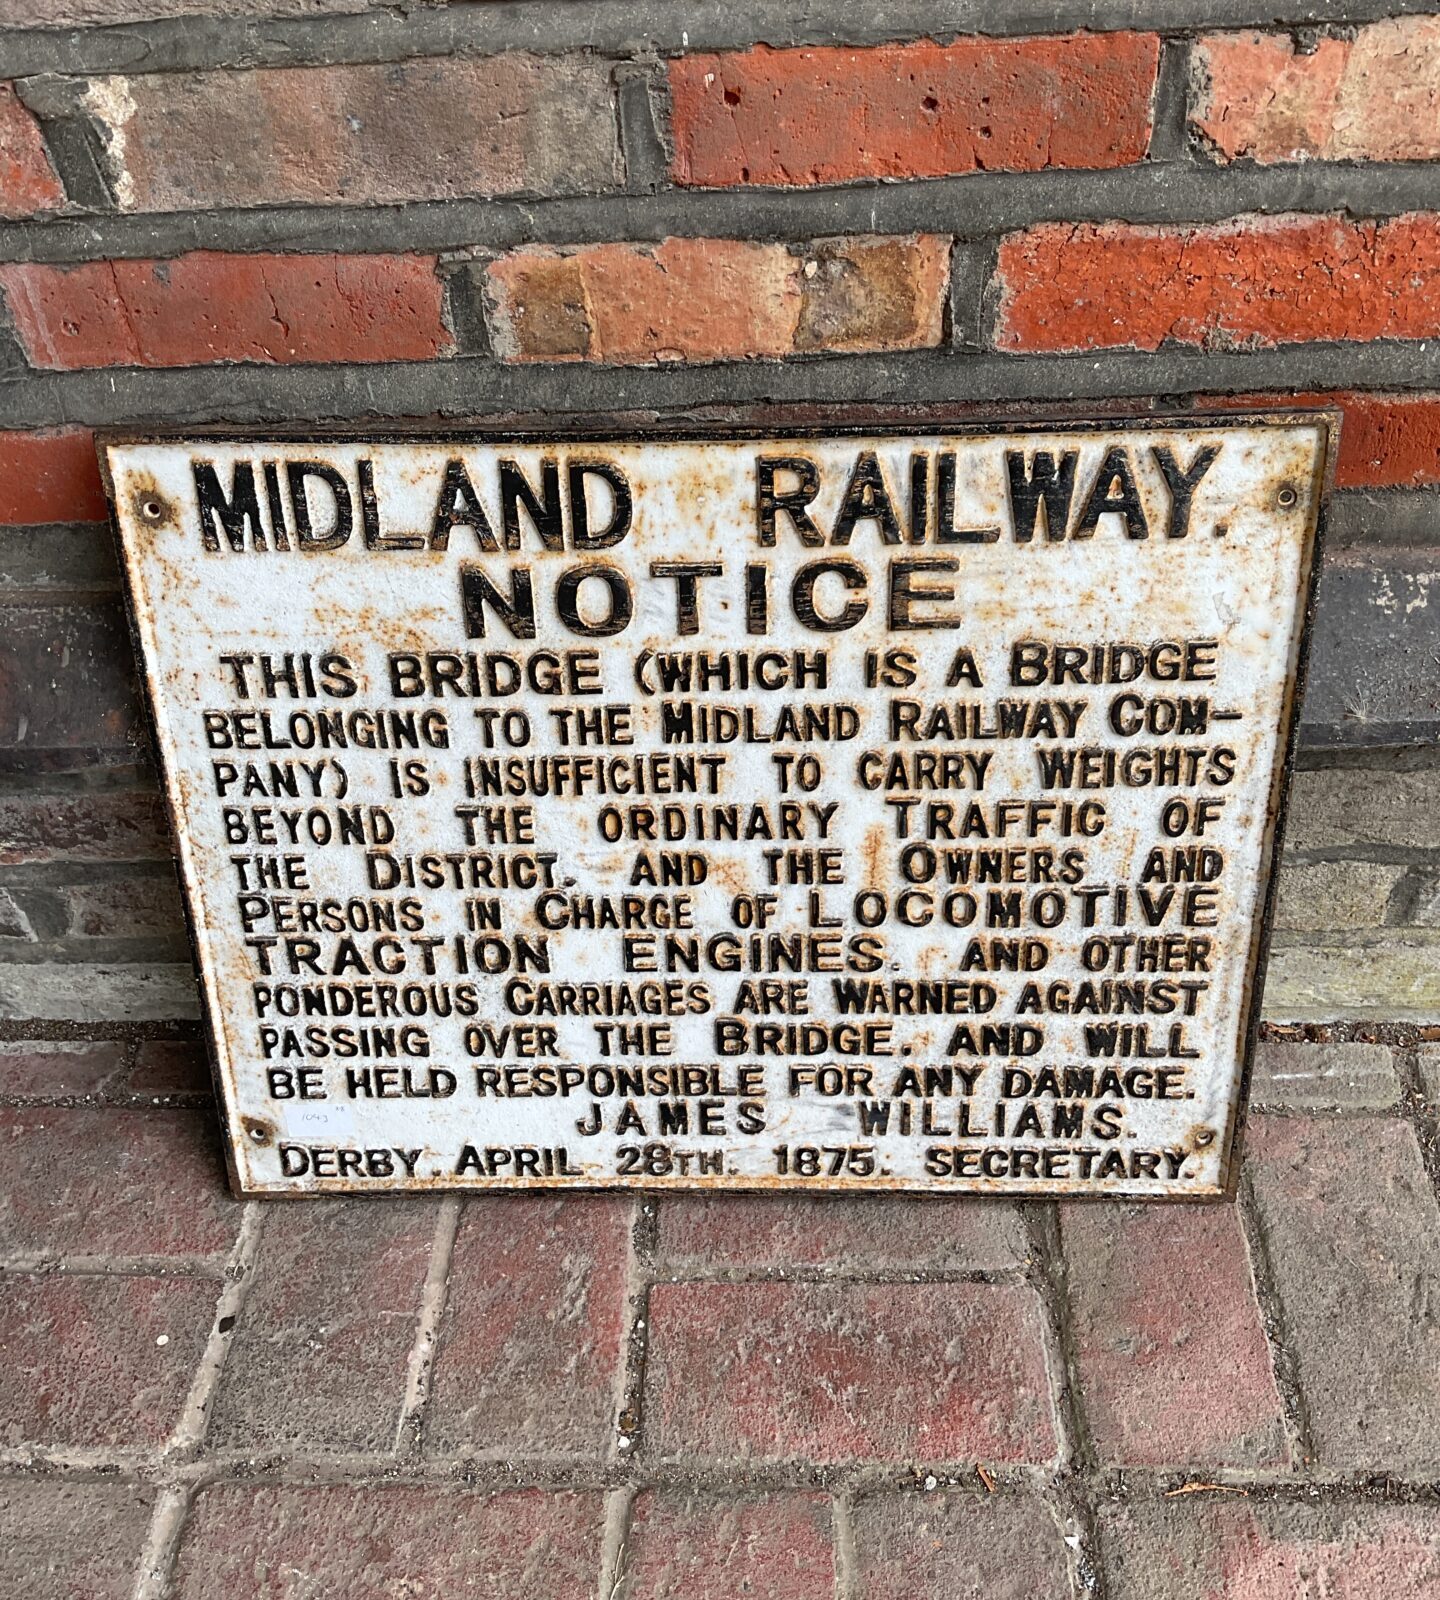 MIDLAND RAILWAY.
NOTICE
THIS BRIDGE (WHICH IS A BRIDGE
BELONGING TO THE MIDLAND RAILWAY COM-
PANY) IS INSUFFICIENT TO CARRY WEIGHTS
BEYOND THE ORDINARY TRAFFIC OF
THE DISTRICT. AND THE OWNERS AND
PERSONS IN CHARGE OF LOCOMOTIVE
TRACTION ENGINES. AND OTHER
PONDEROUS CARRIAGES ARE WARNED AGAINST
PASSING OVER THE BRIDGE. AND WILL
BE HELD RESPONSIBLE FOR ANY DAMAGE.
JAMES WILLIAMS.
DERBY. APRIL 28TH. 1875. SECRETARY.
1043